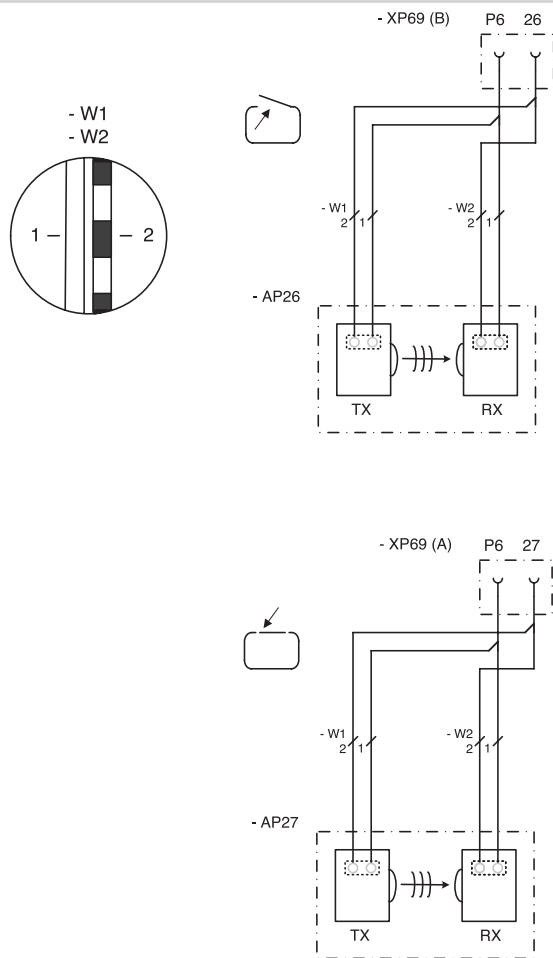 - XP69 (B) P6 26
- W1
- W2
1 – – 2
- W1 2 1 - W2 2 1
- AP26
TX RX
- XP69 (A) P6 27
- W1 2 1 - W2 2 1
- AP27
TX RX